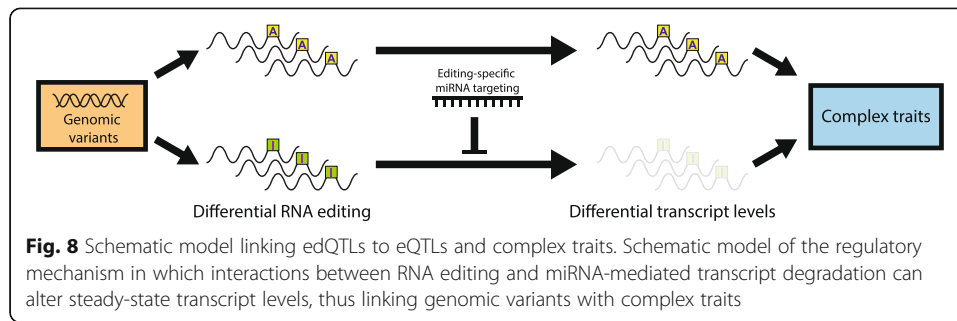 A
A
A
A
A
A
Editing-specific
miRNA targeting
Genomic
variants
Complex traits
I
I
I
I
I
I
Differential RNA editing
Differential transcript levels
Fig. 8 Schematic model linking edQTLs to eQTLs and complex traits. Schematic model of the regulatory
mechanism in which interactions between RNA editing and miRNA-mediated transcript degradation can
alter steady-state transcript levels, thus linking genomic variants with complex traits